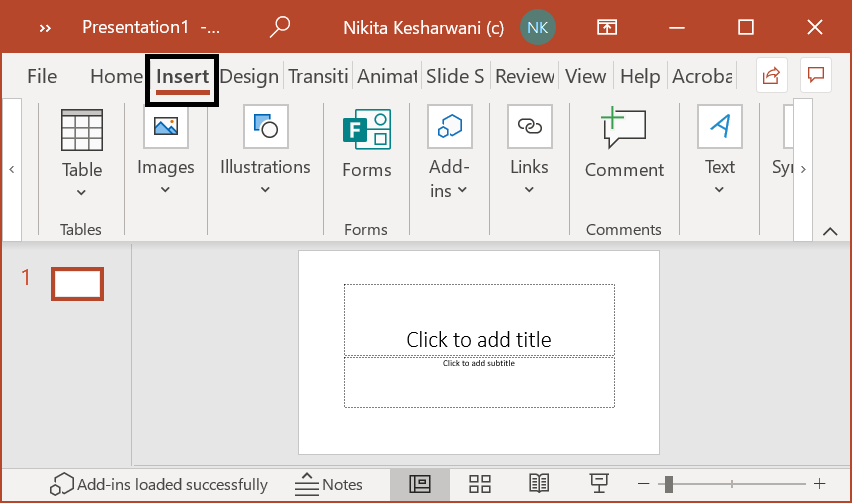 » Presentation1 -... Nikita Kesharwani (c) NK
File Home Insert Design Transiti Animat Slide S Review View Help Acroba
Table Images Illustrations Forms Add-ins Links Comment Text Syn
Tables Forms Comments
1
Click to add title
Click to add subtitle
Add-ins loaded successfully Notes